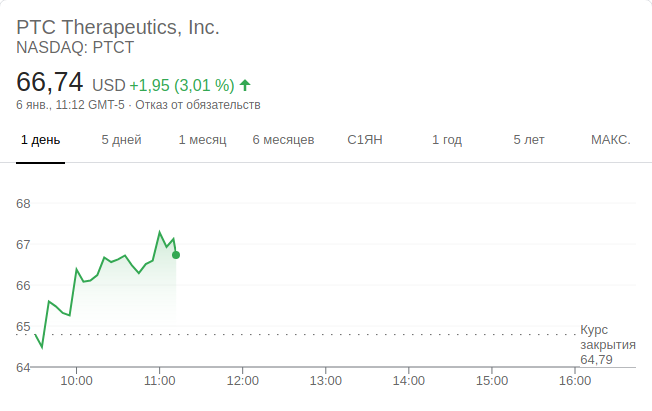 PTC Therapeutics, Inc.
NASDAQ: PTCT
66,74 USD +1,95 (3,01 %)
6 янв., 11:12 GMT-5 · Отказ от обязательств
1 день 5 дней 1 месяц 6 месяцев С1ЯН 1 год 5 лет МАКС.
68
67
66
65
64
Курс
закрытия
64,79
10:00 11:00 12:00 13:00 14:00 15:00 16:00